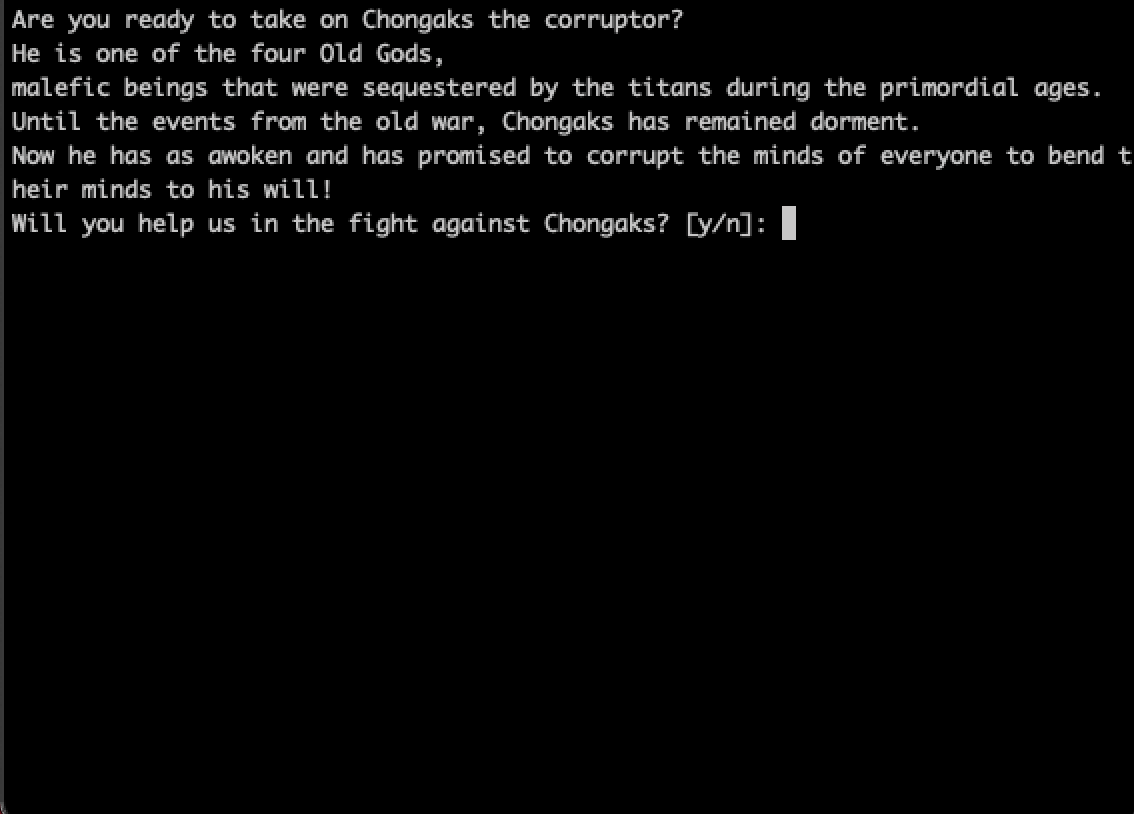 Are you ready to take on Chongaks the corruptor?
He is one of the four Old Gods,
malefic beings that were sequestered by the titans during the primordial ages.
Until the events from the old war, Chongaks has remained dorment.
Now he has as awoken and has promised to corrupt the minds of everyone to bend t
heir minds to his will!
Will you help us in the fight against Chongaks? [y/n]: